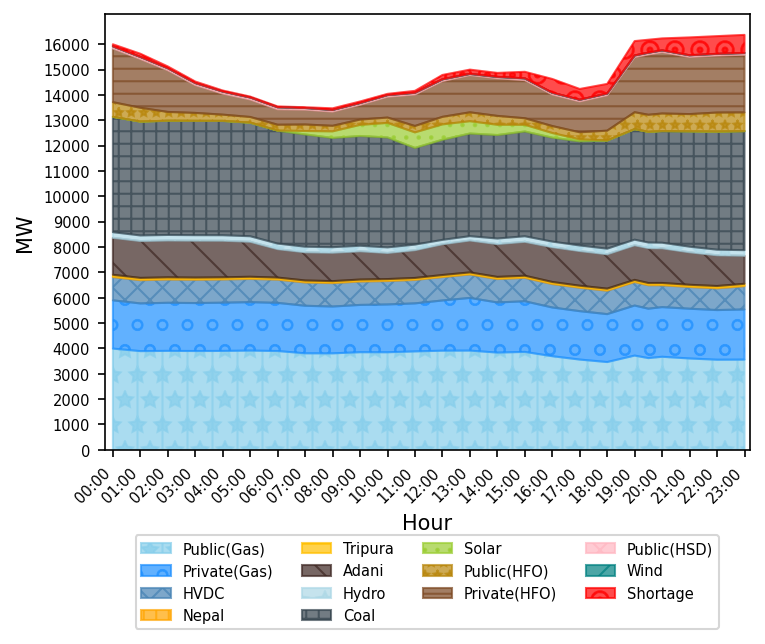 16000
15000
14000
13000
12000
11000
10000
9000
8000
7000
6000
5000
4000
3000
2000
1000
0
MW
00:00 01:00 02:00 03:00 04:00 05:00 06:00 07:00 08:00 09:00 10:00 11:00 12:00 13:00 14:00 15:00 16:00 17:00 18:00 19:00 20:00 21:00 22:00 23:00
Hour
Public(Gas) Tripura Solar Public(HSD)
Private(Gas) Adani Public(HFO) Wind
HVDC Hydro Private(HFO) Shortage
Nepal Coal